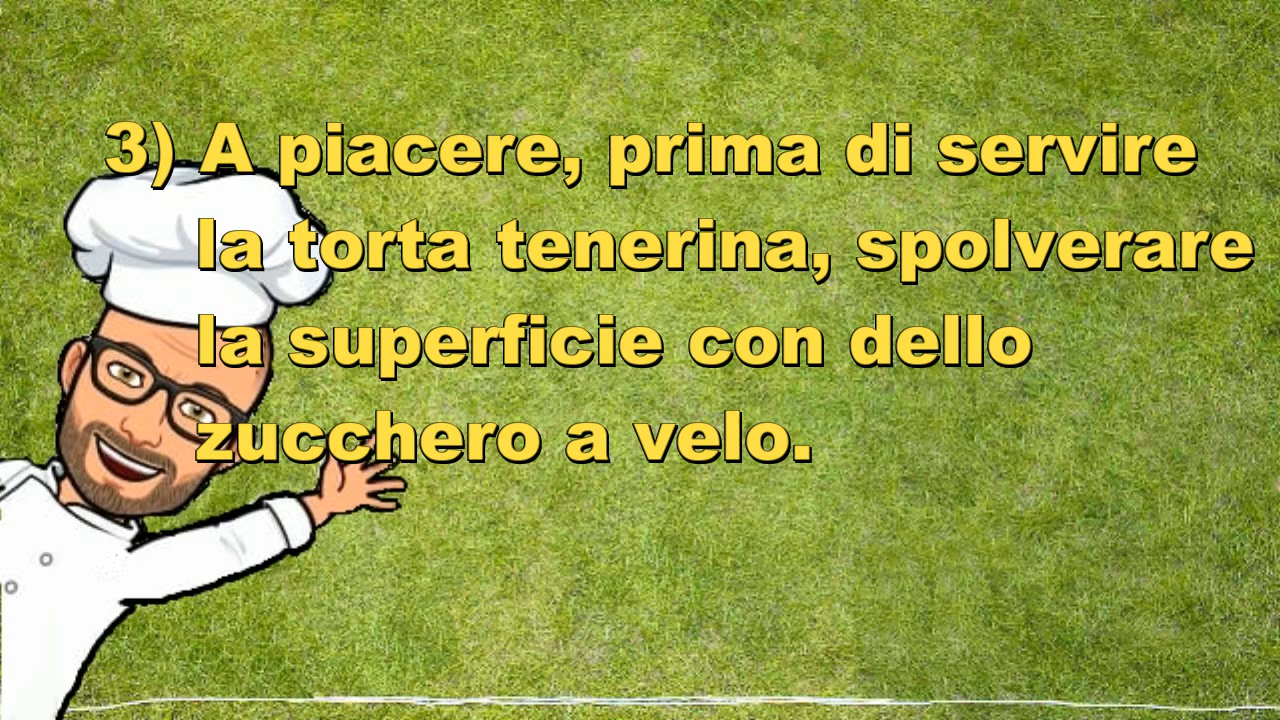 3) A piacere, prima di servire
la torta tenerina, spolverare
la superficie con dello
zucchero a velo.